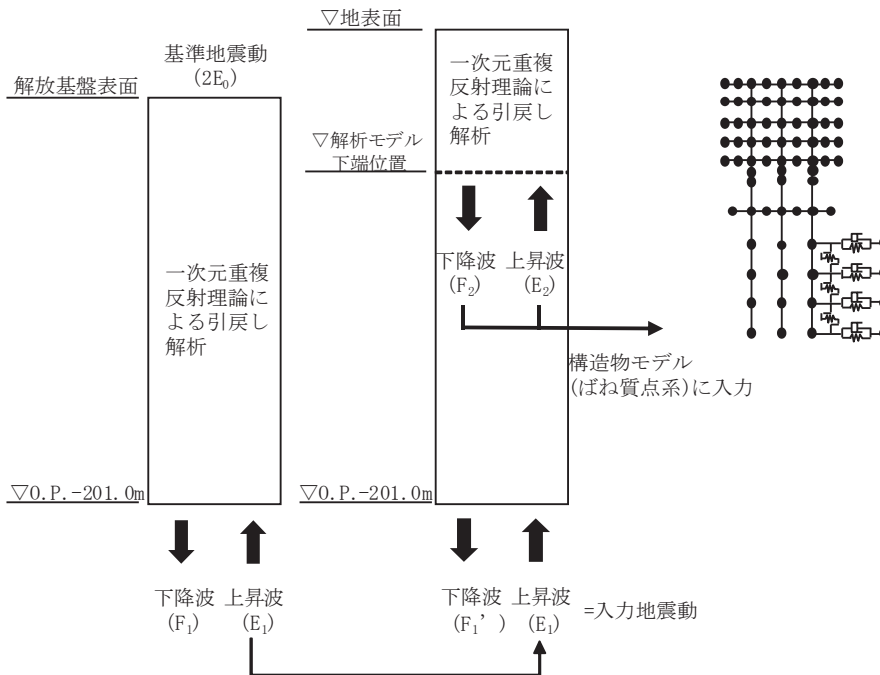 解放基盤表面
基準地震動
(2E₀)
一次元重複
反射理論に
よる引戻し
解析
▽O.P.-201.0m
下降波
(F₁)
上昇波
(E₁)
▽地表面
一次元重複
反射理論に
よる引戻し
解析
▽解析モデル
下端位置
下降波
(F₂)
上昇波
(E₂)
構造物モデル
(ばね質点系)に入力
▽O.P.-201.0m
下降波
(F₁’)
上昇波
(E₁)
=入力地震動